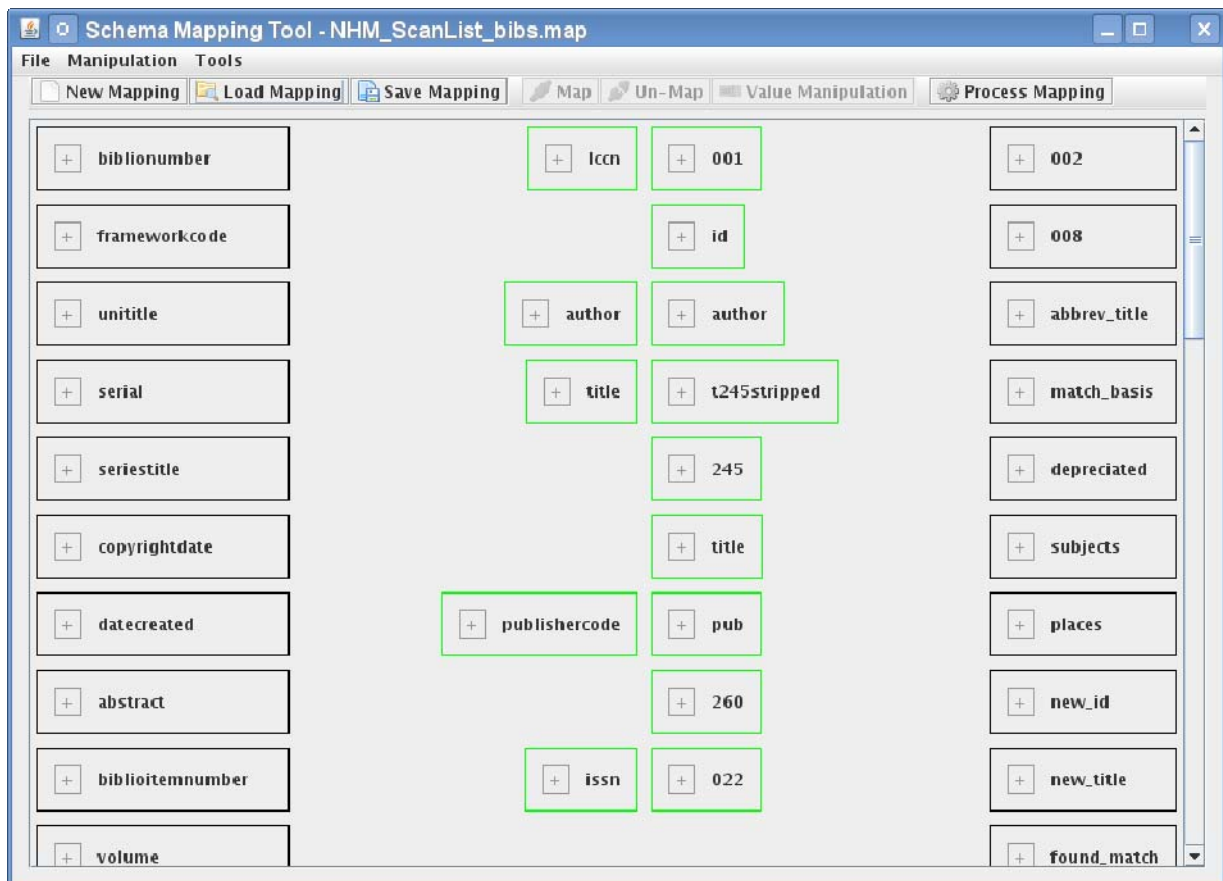 Schema Mapping Tool - NHM_ScanList_bibs.map
File Manipulation Tools
New Mapping Load Mapping Save Mapping Map Un-Map Value Manipulation Process Mapping
biblionumber lccn 001 002
frameworkcode id 008
unititle author author abbrev_title
serial title t245stripped match_basis
seriestitle 245 depreciated
copyrightdate title subjects
datecreated publishercode pub places
abstract 260 new_id
biblioitemnumber issn 022 new_title
volume found_match